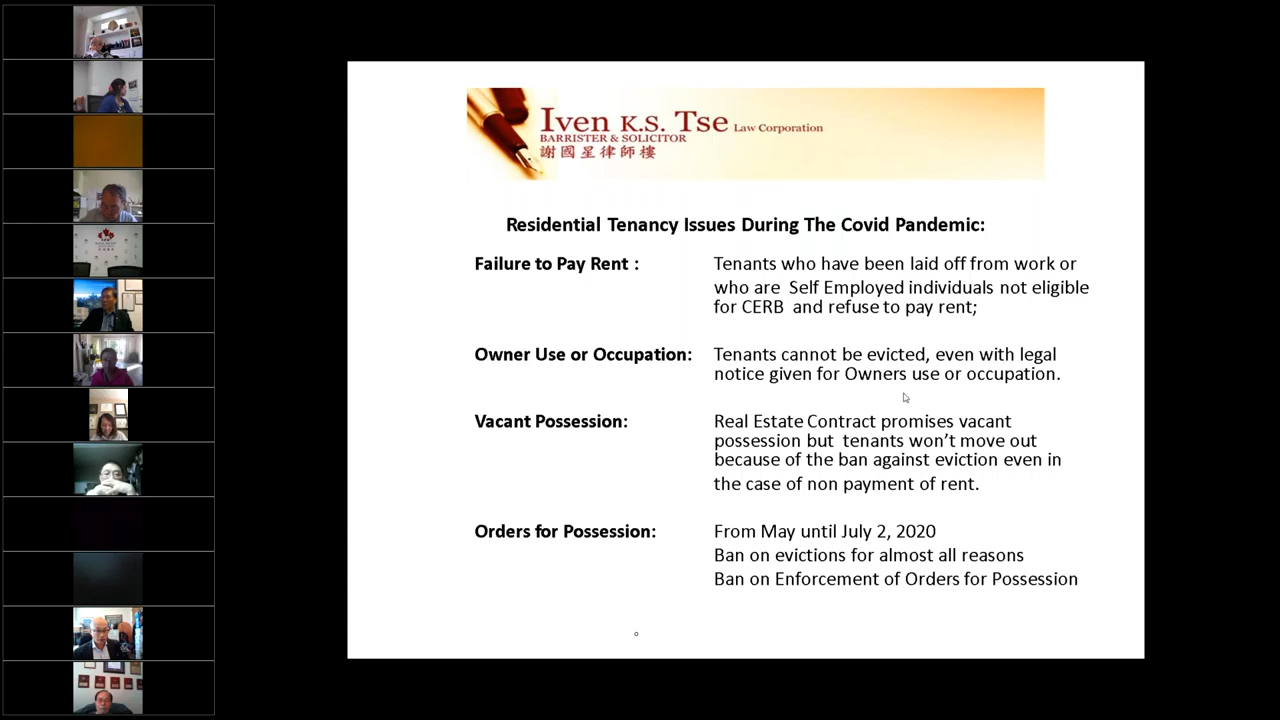 Iven K.S. Tse Law Corporation
BARRISTER & SOLICITOR
謝國星律師樓
Residential Tenancy Issues During The Covid Pandemic:
Failure to Pay Rent : Tenants who have been laid off from work or
who are Self Employed individuals not eligible
for CERB and refuse to pay rent;
Owner Use or Occupation: Tenants cannot be evicted, even with legal
notice given for Owners use or occupation.
Vacant Possession: Real Estate Contract promises vacant
possession but tenants won't move out
because of the ban against eviction even in
the case of non payment of rent.
Orders for Possession: From May until July 2, 2020
Ban on evictions for almost all reasons
Ban on Enforcement of Orders for Possession